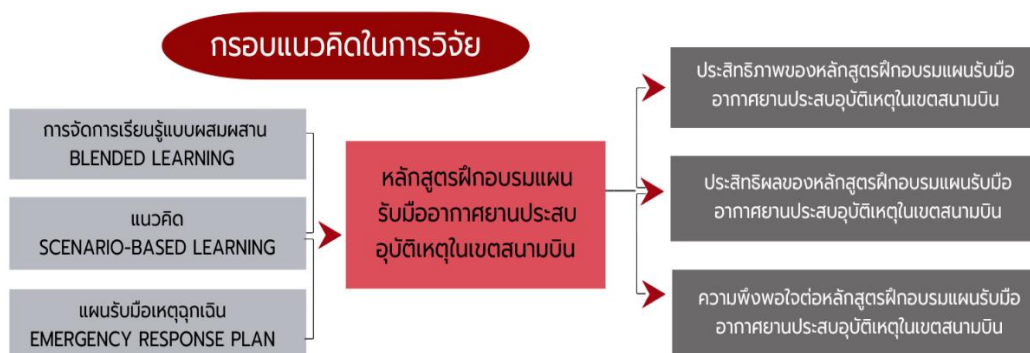 กรอบแนวคิดในการวิจัย
การจัดการเรียนรู้แบบผสมผสาน
BLENDED LEARNING
แนวคิด
SCENARIO-BASED LEARNING
แผนรับมือเหตุฉุกเฉิน
EMERGENCY RESPONSE PLAN
หลักสูตรฝึกอบรมแผน
รับมืออากาศยานประสบ
อุบัติเหตุในเขตสนามบิน
ประสิทธิภาพของหลักสูตรฝึกอบรมแผนรับมือ
อากาศยานประสบอุบัติเหตุในเขตสนามบิน
ประสิทธิผลของหลักสูตรฝึกอบรมแผนรับมือ
อากาศยานประสบอุบัติเหตุในเขตสนามบิน
ความพึงพอใจต่อหลักสูตรฝึกอบรมแผนรับมือ
อากาศยานประสบอุบัติเหตุในเขตสนามบิน